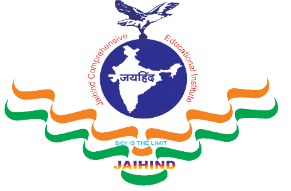 Jaihind Comprehensive
Educational Institute
जयहिंद
SKY IS THE LIMIT
JAIHIND